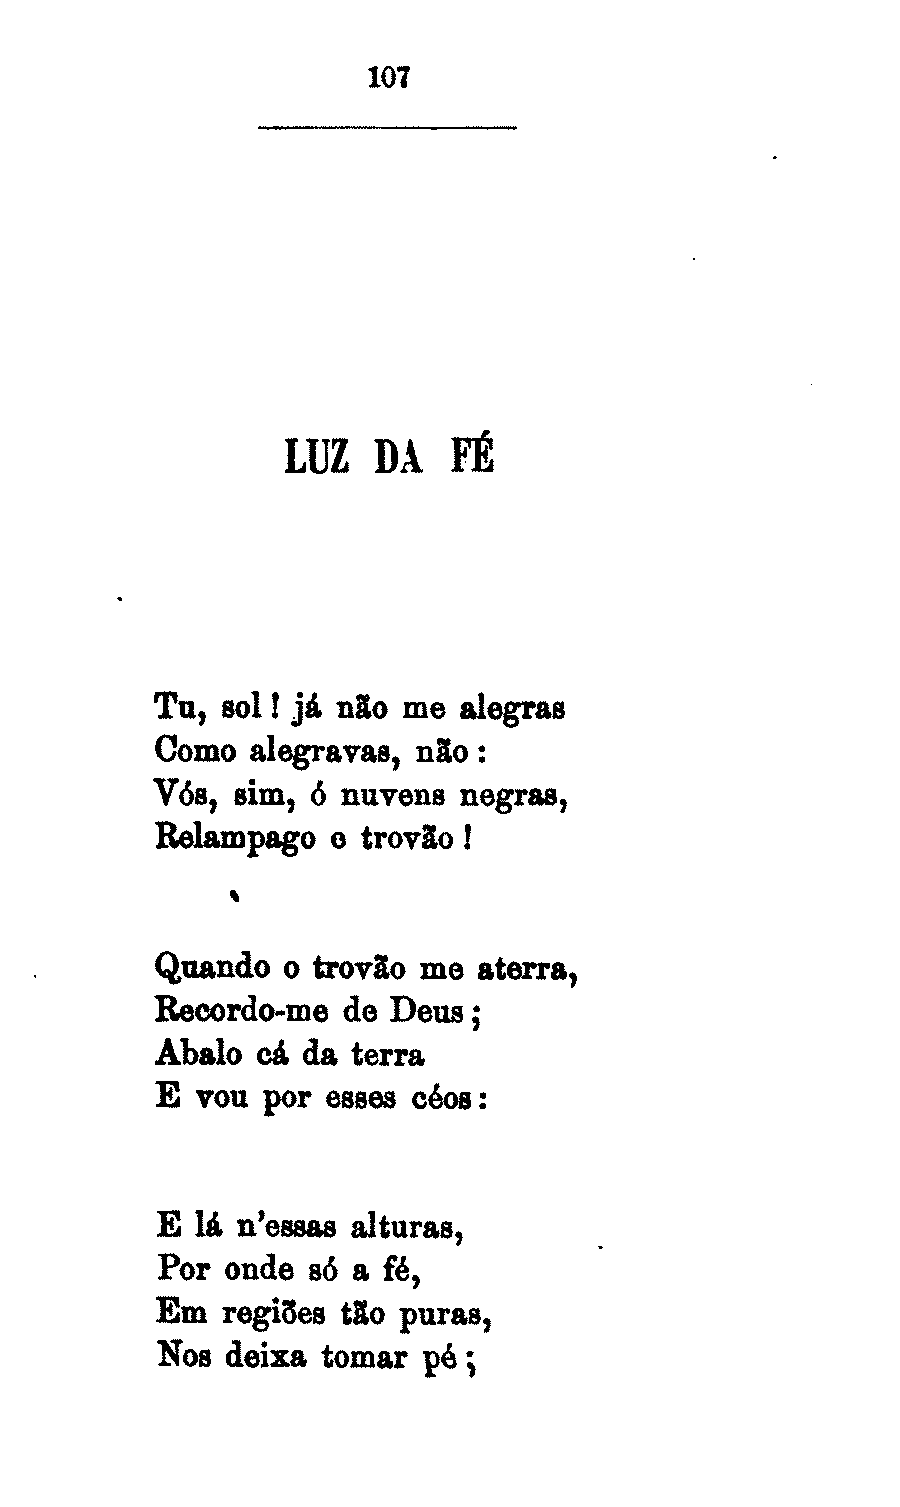 107
LUZ DA FÉ
Tu, sol! já não me alegras
Como alegravas, não:
Vós, sim, ó nuvens negras,
Relampago e trovão!
Quando o trovão me aterra,
Recordo-me de Deus;
Abalo cá da terra
E vou por esses céos:
E lá n'essas alturas,
Por onde só a fé,
Em regiões tão puras,
Nos deixa tomar pé;